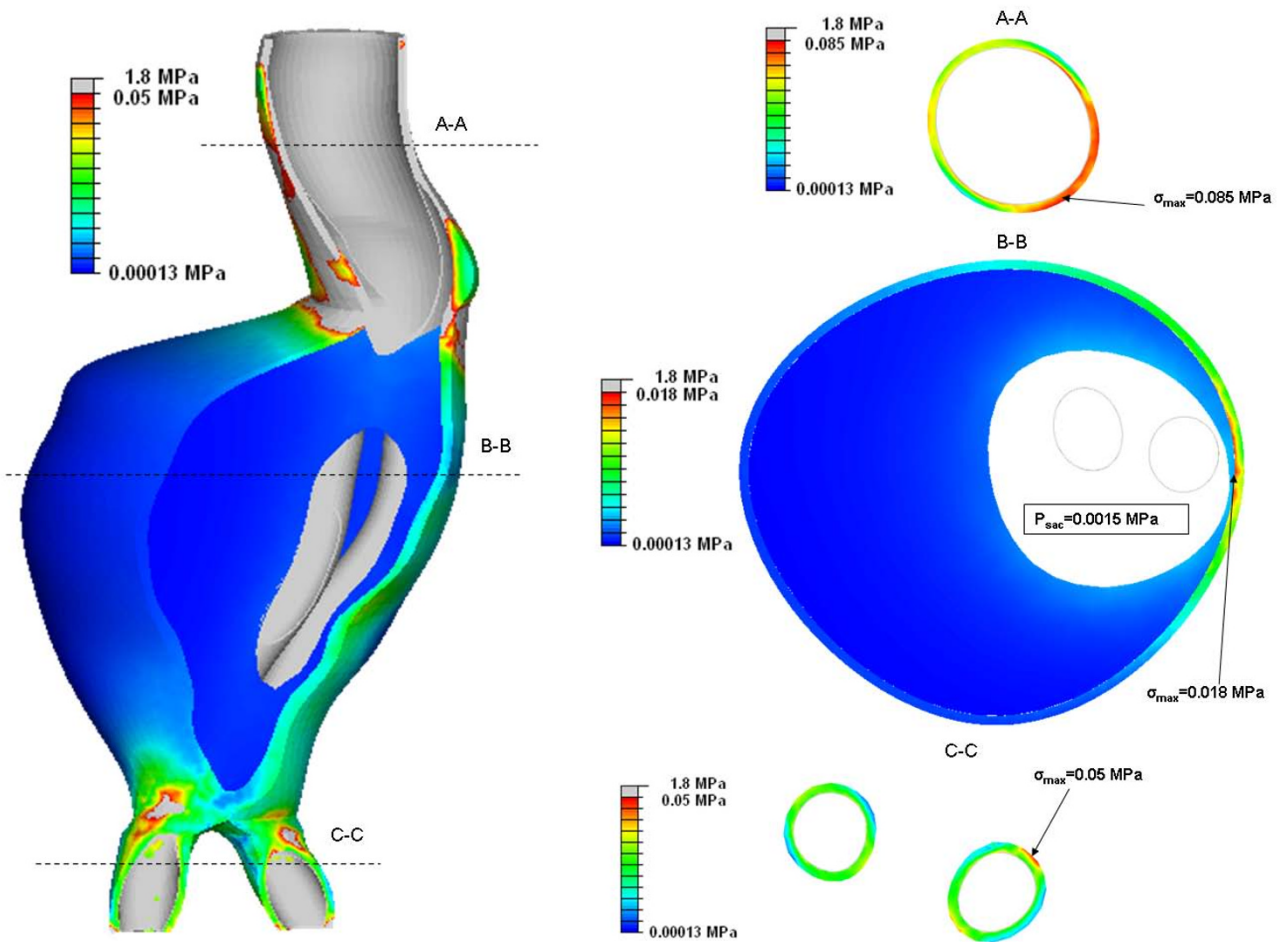 1.8 MPa
0.05 MPa
0.00013 MPa
A-A
B-B
C-C
A-A
1.8 MPa
0.085 MPa
0.00013 MPa
σmax=0.085 MPa
B-B
1.8 MPa
0.018 MPa
0.00013 MPa
Psac=0.0015 MPa
σmax=0.018 MPa
C-C
1.8 MPa
0.05 MPa
0.00013 MPa
σmax=0.05 MPa